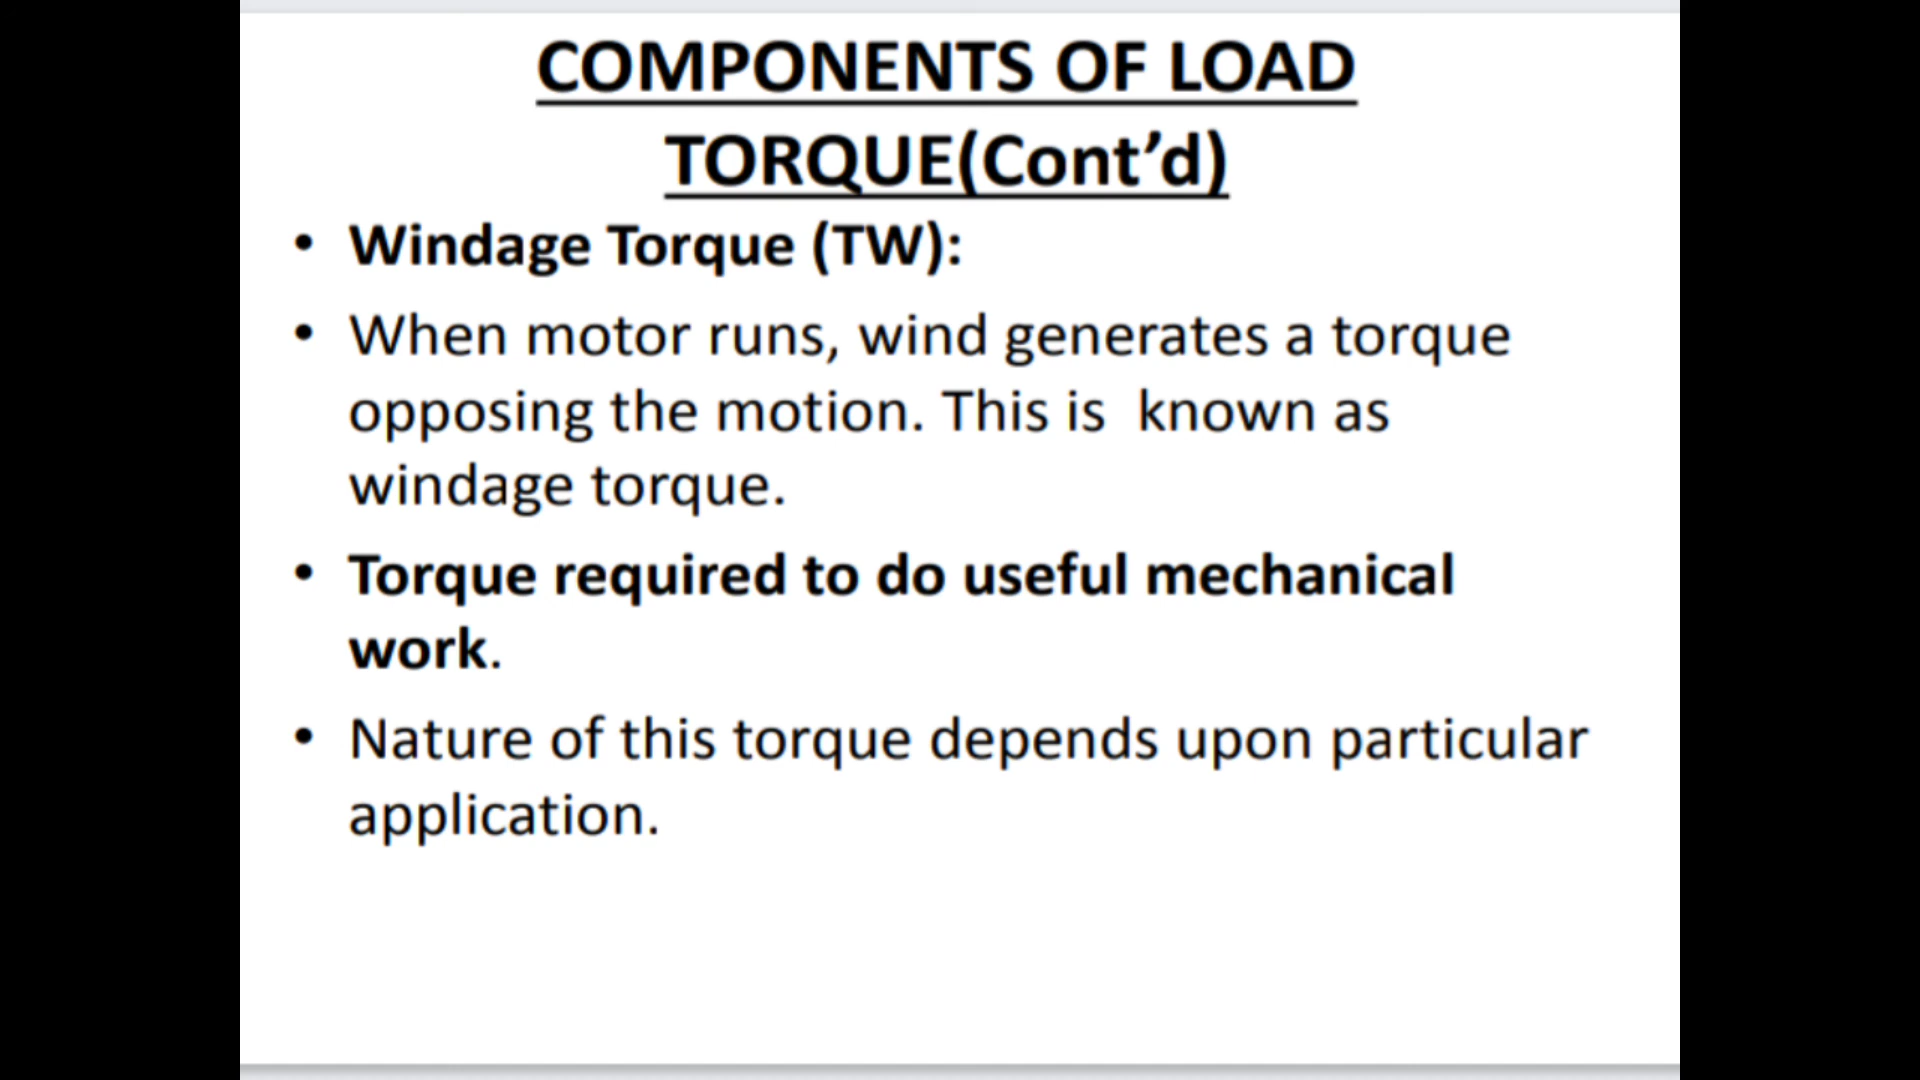 COMPONENTS OF LOAD
TORQUE(Cont’d)
• Windage Torque (TW):
• When motor runs, wind generates a torque
opposing the motion. This is  known as
windage torque.
• Torque required to do useful mechanical
work.
• Nature of this torque depends upon particular
application.